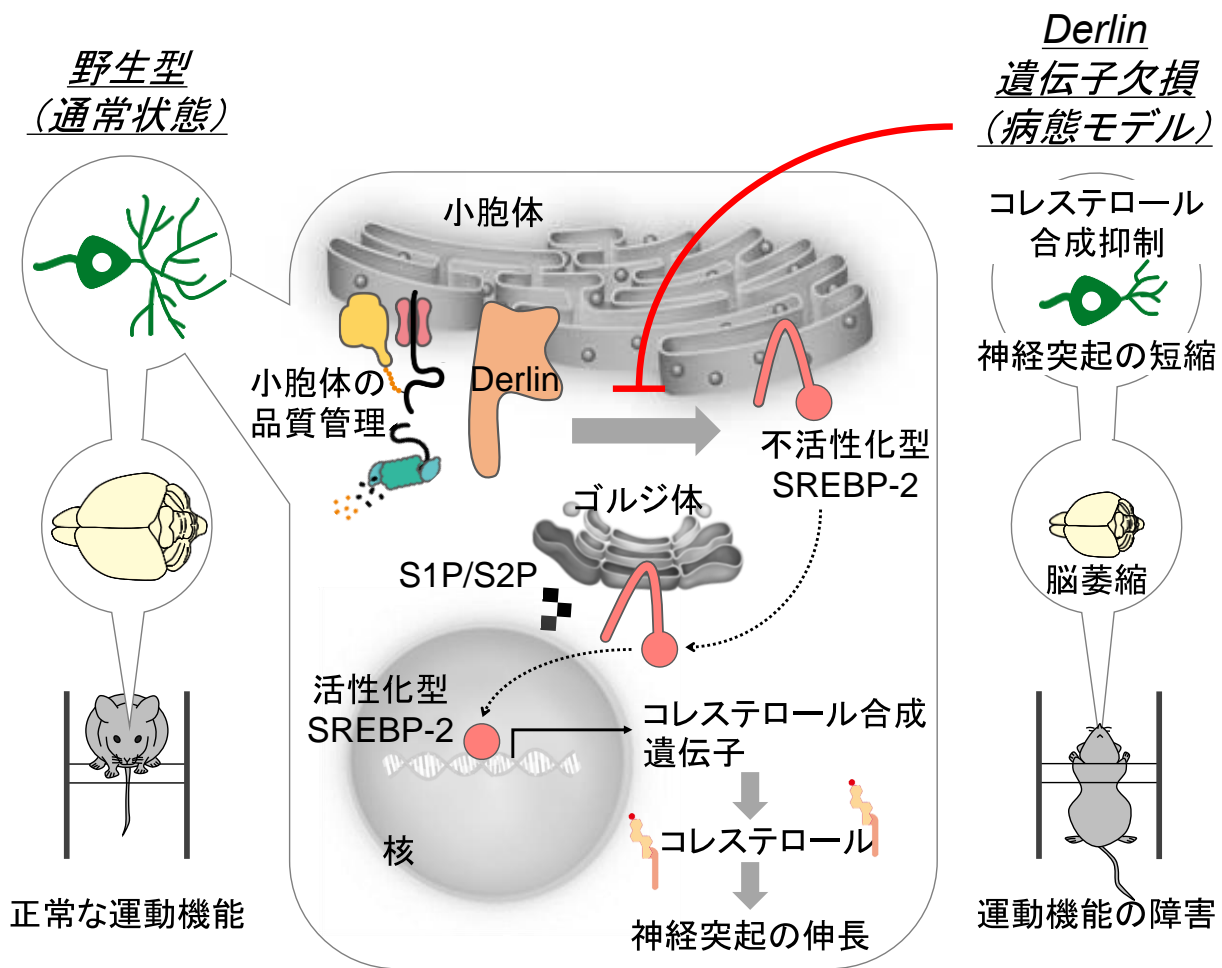 野生型
（通常状態）
Derlin
遺伝子欠損
（病態モデル）
小胞体
コレステロール
合成抑制
神経突起の短縮
小胞体の
品質管理
Derlin
不活性化型
SREBP-2
ゴルジ体
S1P/S2P
脳萎縮
活性化型
SREBP-2
コレステロール合成
遺伝子
核
コレステロール
神経突起の伸長
正常な運動機能
運動機能の障害